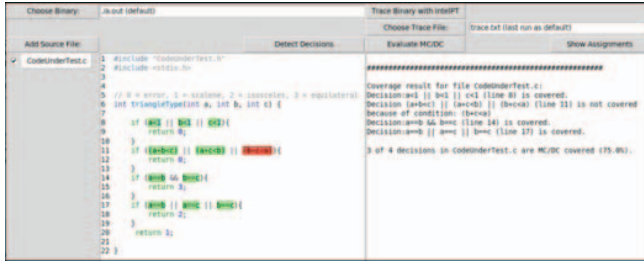 Choose Binary: ./a.out (default) Trace Binary with IntelPT
Choose Trace File: trace.txt (last run as default)
Add Source File: Detect Decisions Evaluate MC/DC Show Assignments
CodeUnderTest.c
1 #include "CodeUnderTest.h"
2 #include <stdio.h>
3
4
5 // 0 = error, 1 = scalene, 2 = isosceles, 3 = equilateral
6 int triangleType(int a, int b, int c) {
7
8 if (a<1 || b<1 || c<1){
9 return 0;
10 }
11 if ((a+b<c) || (a+c<b) || (b+c<a)){
12 return 0;
13 }
14 if (a==b && b==c){
15 return 3;
16 }
17 if (a==b || a==c || b==c){
18 return 2;
19 }
20 return 1;
21
22 }
############################################################
Coverage result for file CodeUnderTest.c:
Decision:a<1 || b<1 || c<1 (line 8) is covered.
Decision (a+b<c) || (a+c<b) || (b+c<a) (line 11) is not covered
because of condition: (b+c<a)
Decision:a==b && b==c (line 14) is covered.
Decision:a==b || a==c || b==c (line 17) is covered.
3 of 4 decisions in CodeUnderTest.c are MC/DC covered (75.0%).